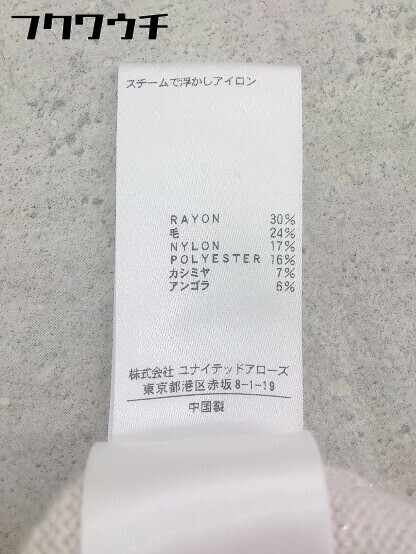 フクウクチ
スチームで浮かしアイロン
RAYON 30%
毛 24%
NYLON 17%
POLYESTER 16%
カシミヤ 7%
アンゴラ 6%
株式会社 ユナイテッドアローズ
東京都港区赤坂8-1-19
中国製